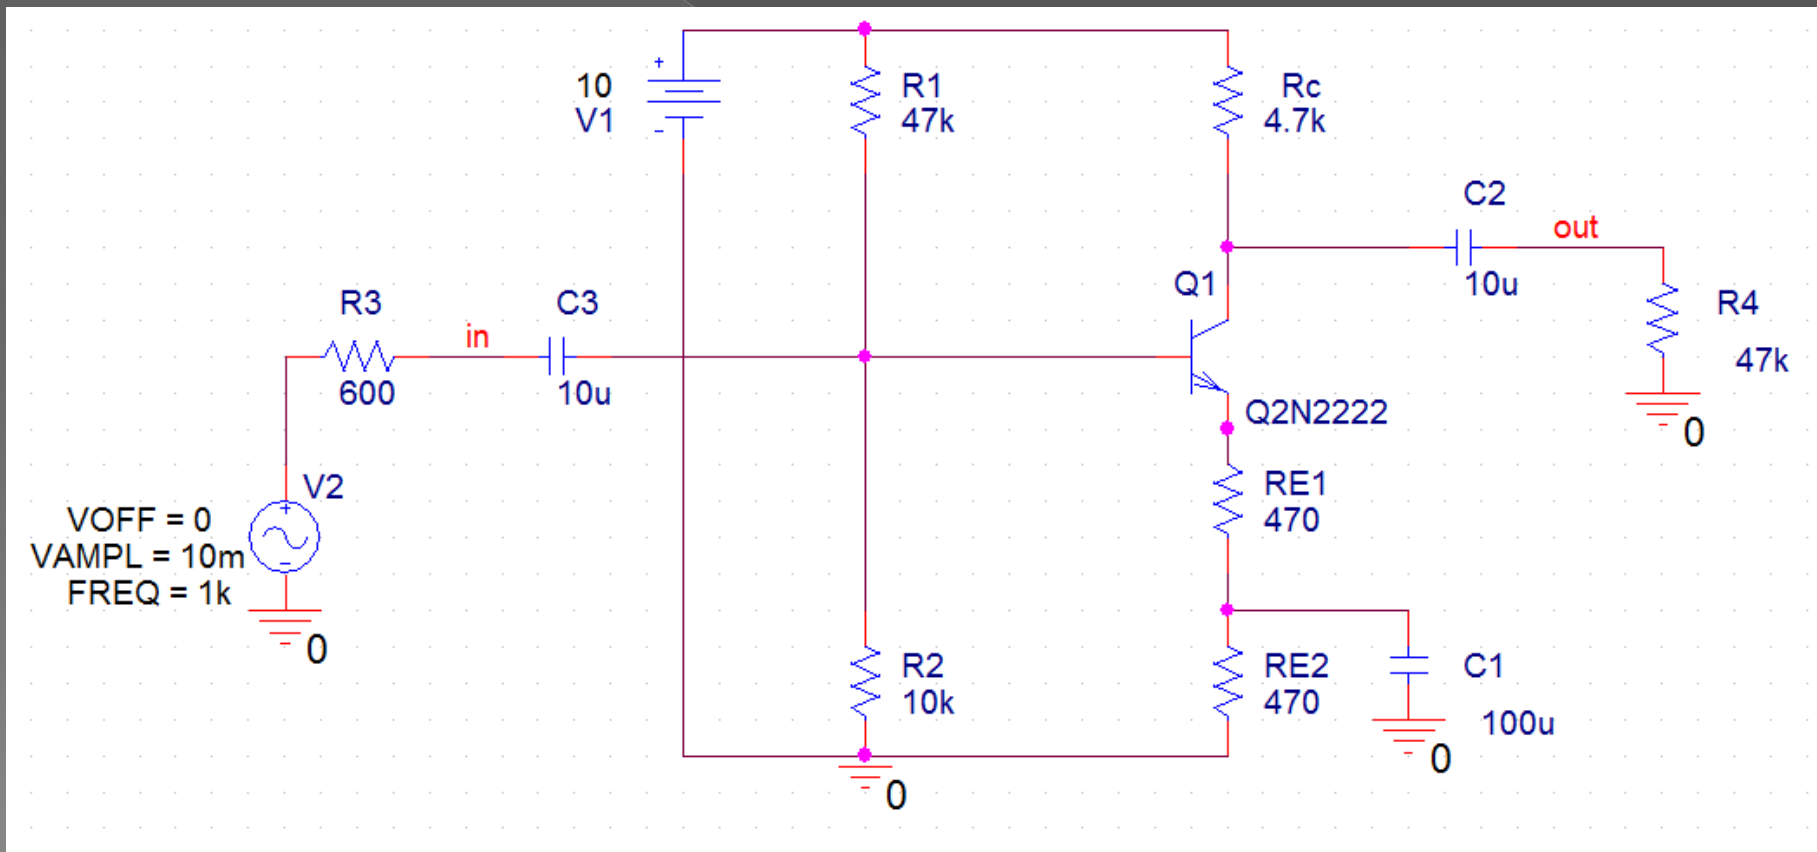 10
V1
+
-
R1
47k
Rc
4.7k
C2
out
10u
R4
47k
0
Q1
Q2N2222
R3
600
in
C3
10u
V2
+
-
VOFF = 0
VAMPL = 10m
FREQ = 1k
0
RE1
470
R2
10k
RE2
470
C1
100u
0
0